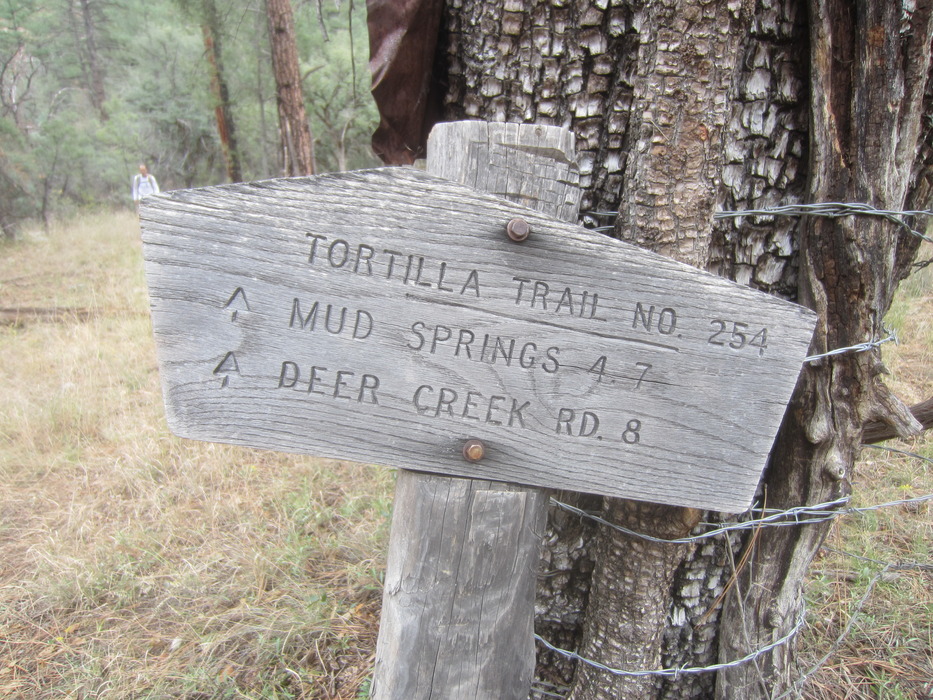 TORTILLA TRAIL NO. 254
MUD SPRINGS 4.7
DEER CREEK RD. 8